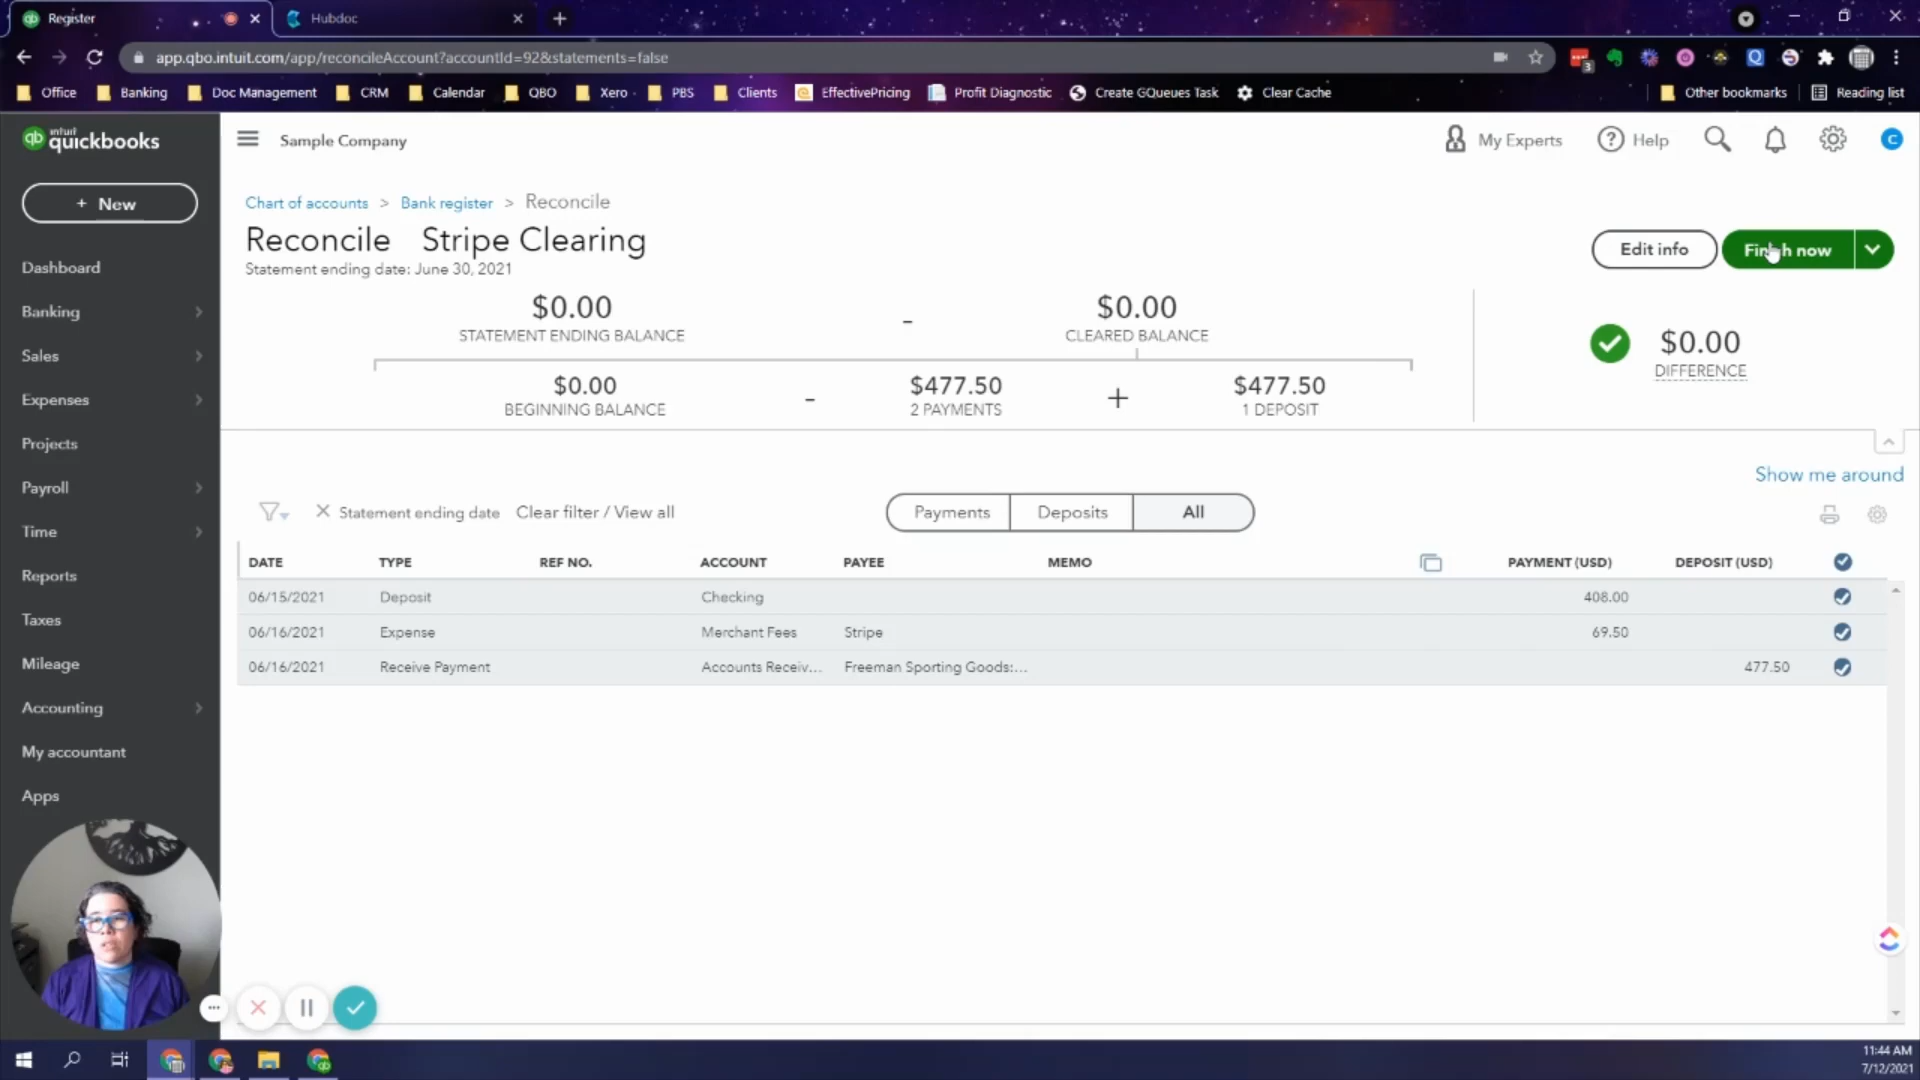 Register
Hubdoc
app.qbo.intuit.com/app/reconcileAccount?accountId=92&statements=false
3
Office
Banking
Doc Management
CRM
Calendar
QBO
Xero
PBS
Clients
EffectivePricing
Profit Diagnostic
Create GQueues Task
Clear Cache
Other bookmarks
Reading list
qb intuit quickbooks
Sample Company
My Experts
Help
C
+ New
Chart of accounts > Bank register > Reconcile
Reconcile Stripe Clearing
Statement ending date: June 30, 2021
Edit info
Finish now
$0.00
STATEMENT ENDING BALANCE
-
$0.00
CLEARED BALANCE
$0.00
BEGINNING BALANCE
-
$477.50
2 PAYMENTS
+
$477.50
1 DEPOSIT
$0.00
DIFFERENCE
Dashboard
Banking
Sales
Expenses
Projects
Payroll
Time
Reports
Taxes
Mileage
Accounting
My accountant
Apps
Show me around
Statement ending date Clear filter / View all
Payments Deposits All
DATE TYPE REF NO. ACCOUNT PAYEE MEMO PAYMENT (USD) DEPOSIT (USD)
06/15/2021 Deposit Checking 408.00
06/16/2021 Expense Merchant Fees Stripe 69.50
06/16/2021 Receive Payment Accounts Receiv... Freeman Sporting Goods:... 477.50
11:44 AM
7/12/2021